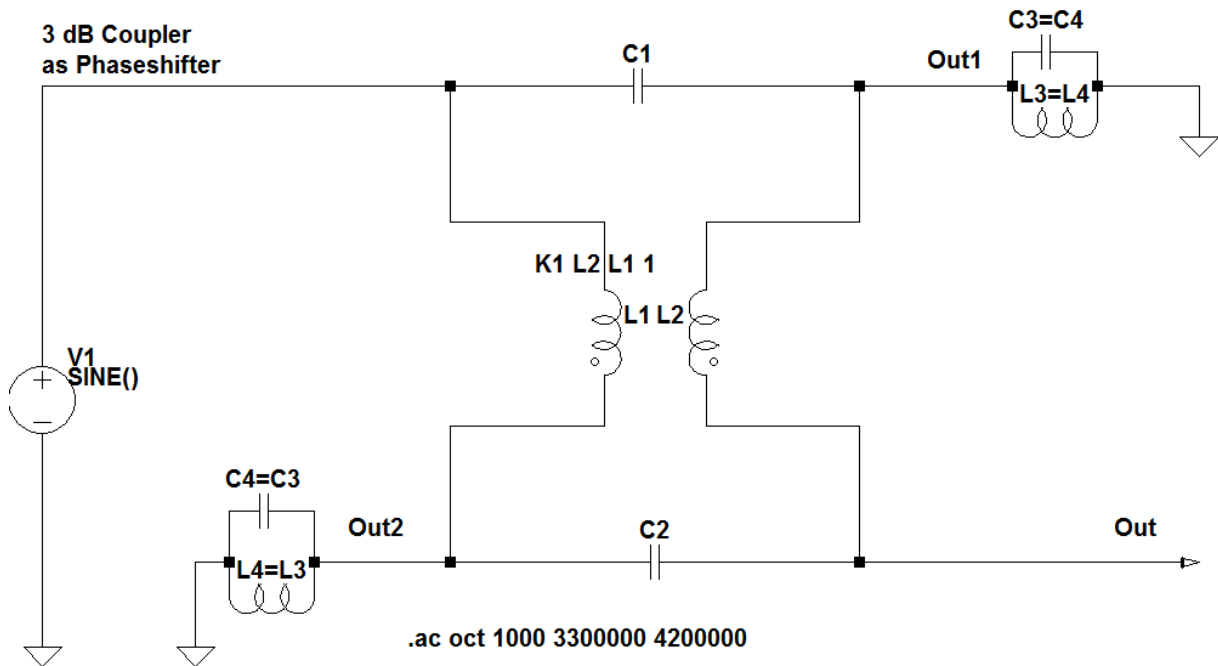 3 dB Coupler
as Phaseshifter
C1
Out1
C3=C4
L3=L4
K1 L2 L1 1
L1 L2
V1
SINE()
C4=C3
L4=L3
Out2
C2
Out
.ac oct 1000 3300000 4200000